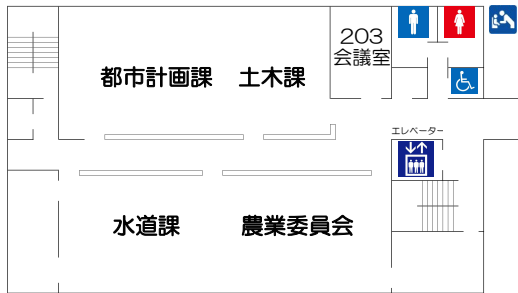 203
会議室
都市計画課 土木課
エレベーター
水道課 農業委員会